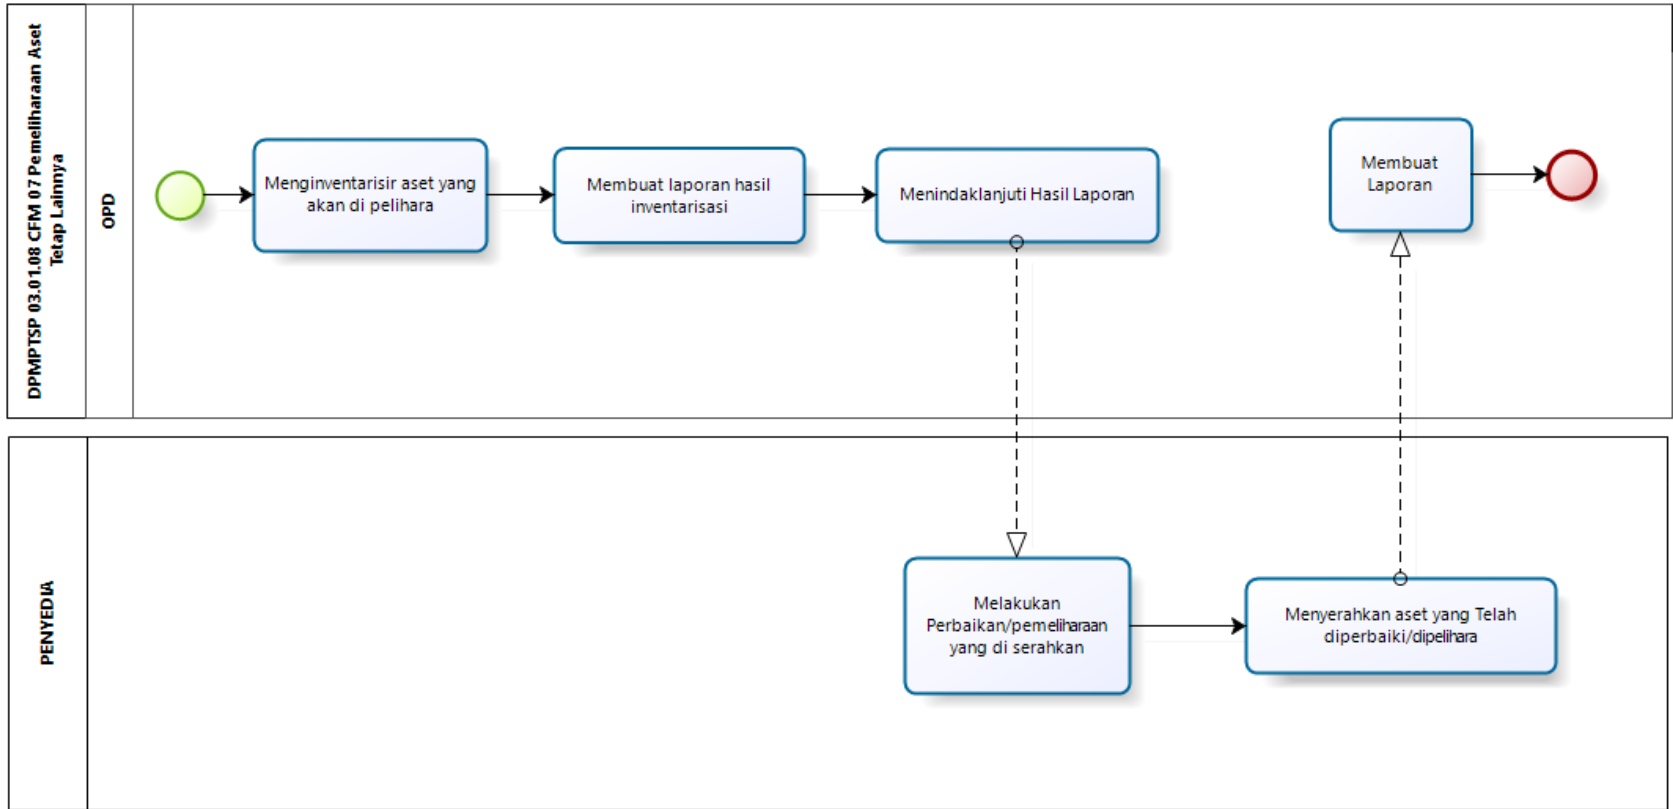 DPMPTSP 03.01.08 CFM 07 Pemeliharaan Aset
Tetap Lainnya
OPD
Menginventarisir aset yang
akan di pelihara
Membuat laporan hasil
inventarisasi
Menindaklanjuti Hasil Laporan
Membuat
Laporan
PENYEDIA
Melakukan
Perbaikan/pemeliharaan
yang di serahkan
Menyerahkan aset yang Telah
diperbaiki/dipelihara